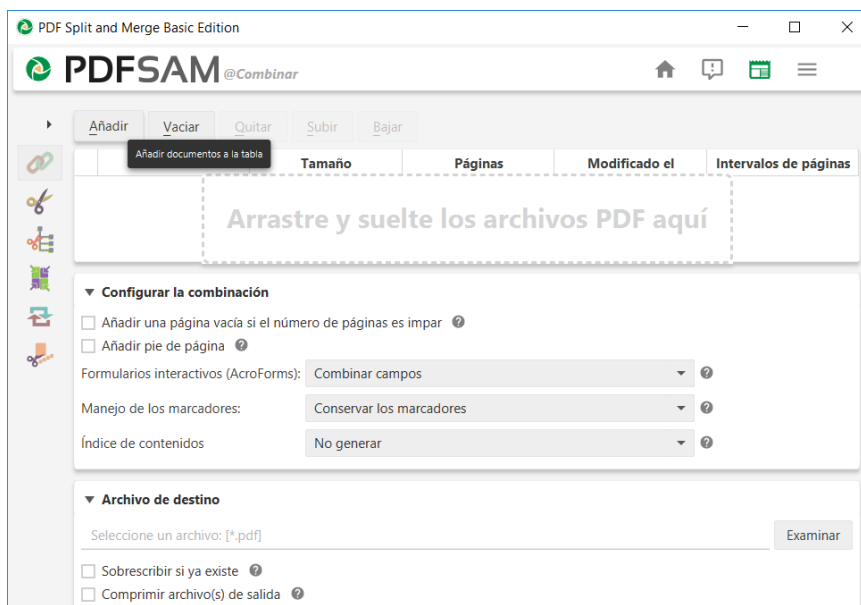 PDF Split and Merge Basic Edition
PDFSAM @Combinar
Añadir Vaciar Quitar Subir Bajar
Añadir documentos a la tabla
Tamaño Páginas Modificado el Intervalos de páginas
Arrastre y suelte los archivos PDF aquí
Configurar la combinación
Añadir una página vacía si el número de páginas es impar
Añadir pie de página
Formularios interactivos (AcroForms): Combinar campos
Manejo de los marcadores: Conservar los marcadores
Índice de contenidos No generar
Archivo de destino
Seleccione un archivo: [*.pdf] Examinar
Sobrescribir si ya existe
Comprimir archivo(s) de salida